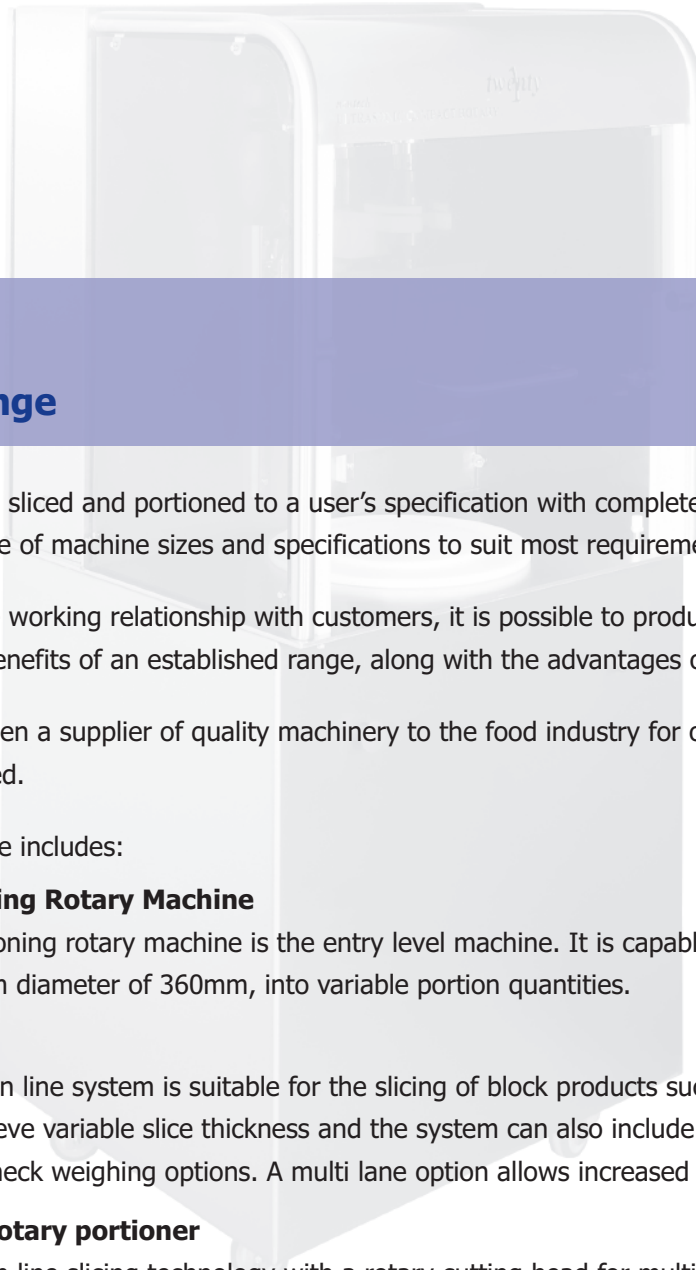 twenty
nge
sliced and portioned to a user’s specification with complete
e of machine sizes and specifications to suit most requireme
working relationship with customers, it is possible to produ
enefits of an established range, along with the advantages o
en a supplier of quality machinery to the food industry for o
ed.
e includes:
ing Rotary Machine
oning rotary machine is the entry level machine. It is capabl
n diameter of 360mm, into variable portion quantities.
n line system is suitable for the slicing of block products suc
eve variable slice thickness and the system can also include
heck weighing options. A multi lane option allows increased
otary portioner